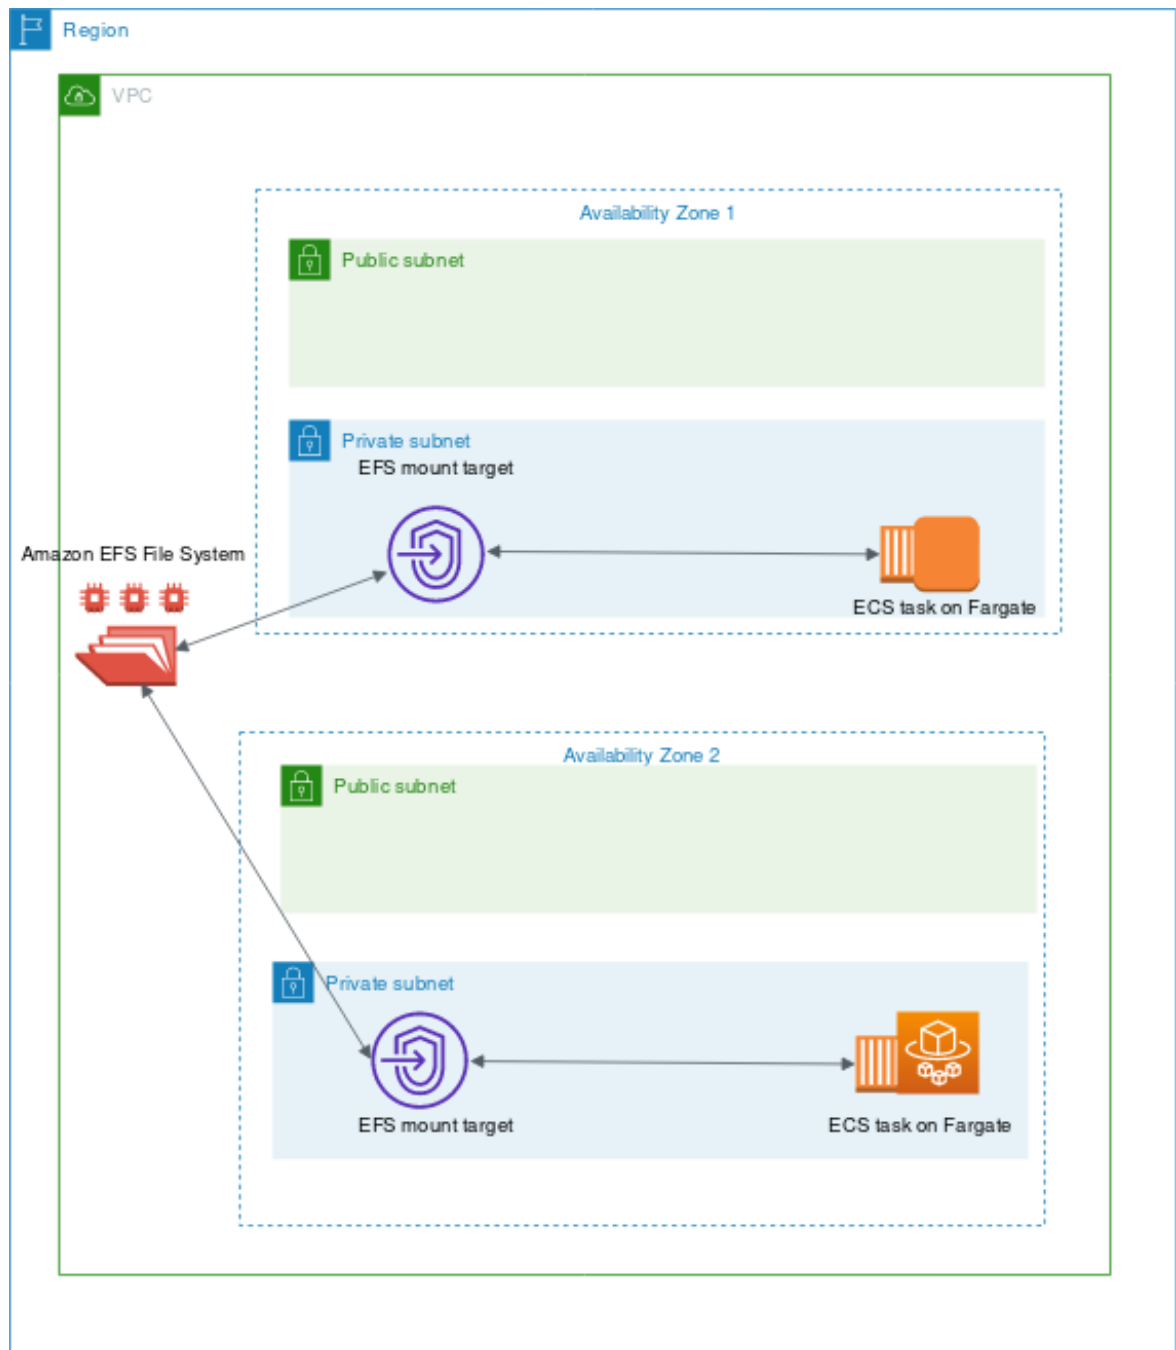 Region
VPC
Availability Zone 1
Public subnet
Private subnet
EFS mount target
Amazon EFS File System
ECS task on Fargate
Availability Zone 2
Public subnet
Private subnet
EFS mount target
ECS task on Fargate